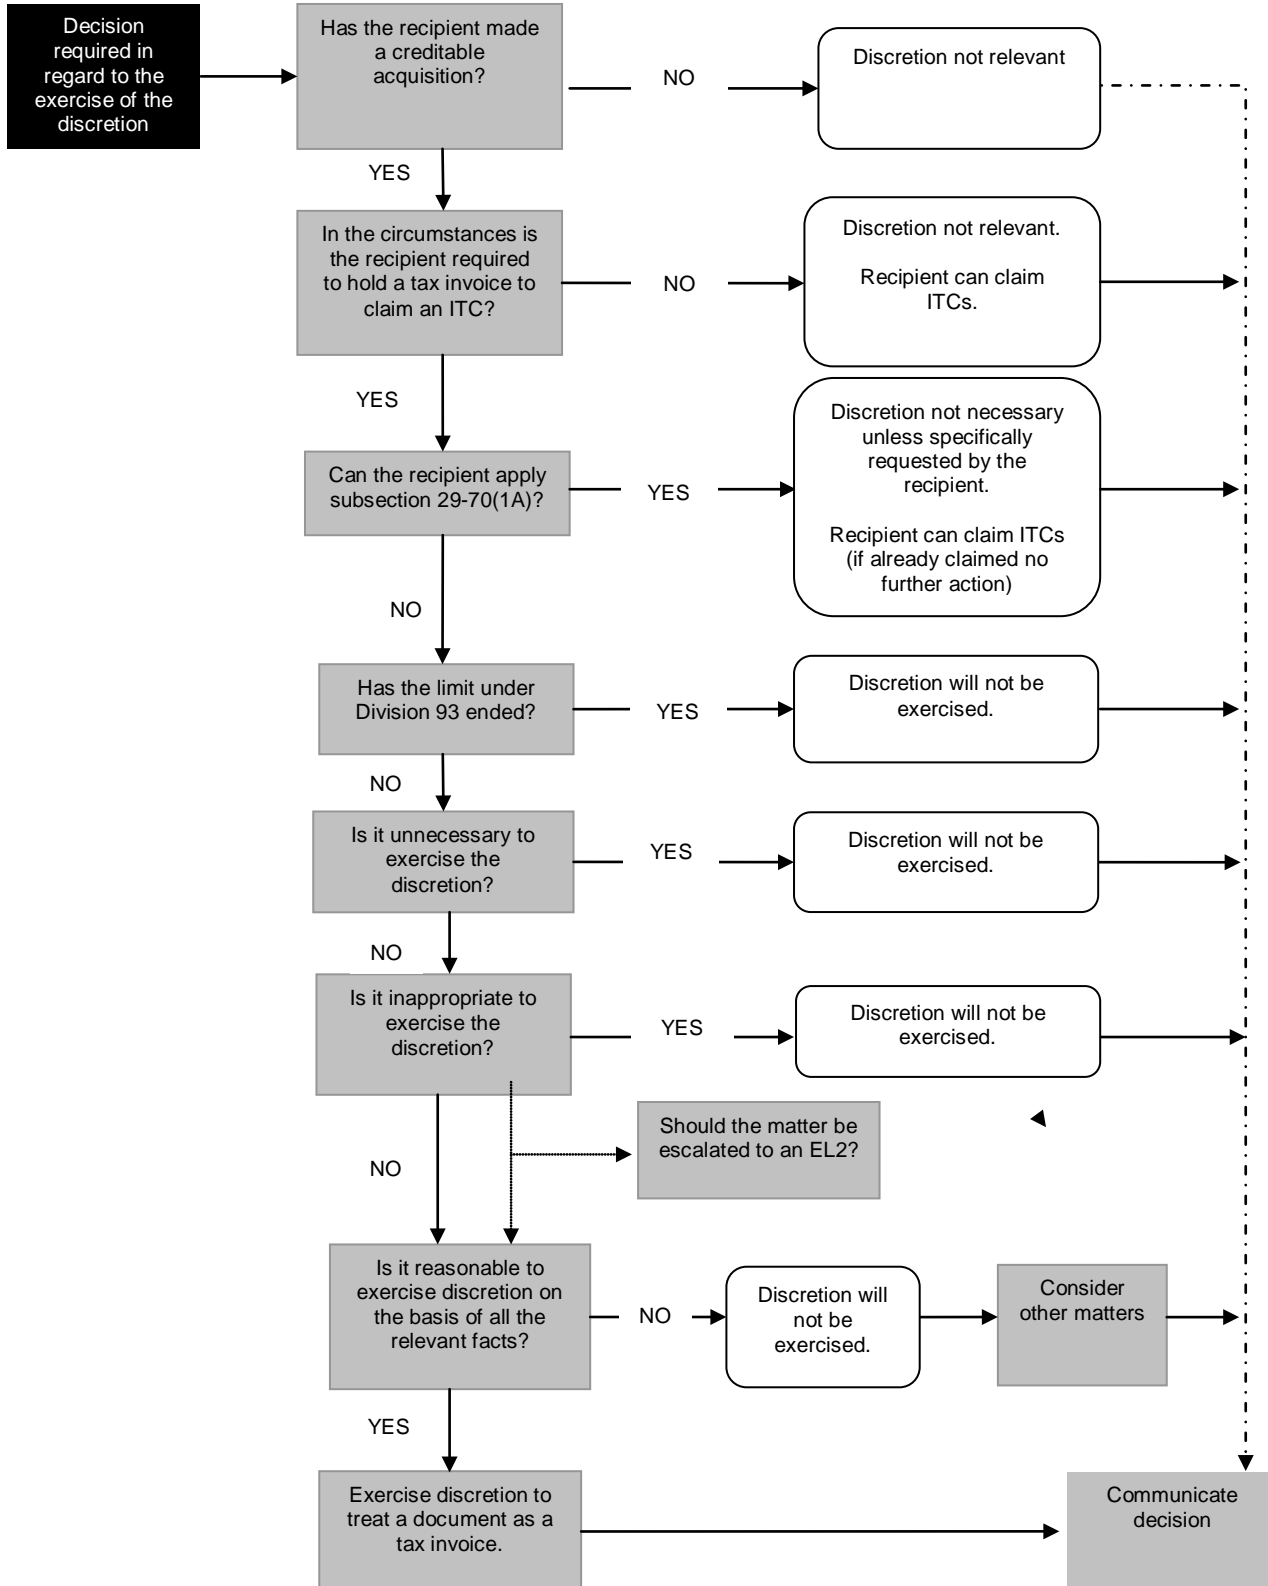 Decision
required in
regard to the
exercise of the
discretion
Has the recipient made
a creditable
acquisition?
NO
Discretion not relevant
YES
In the circumstances is
the recipient required
to hold a tax invoice to
claim an ITC?
NO
Discretion not relevant.
Recipient can claim
ITCs.
YES
Can the recipient apply
subsection 29-70(1A)?
YES
Discretion not necessary
unless specifically
requested by the
recipient.
Recipient can claim ITCs
(if already claimed no
further action)
NO
Has the limit under
Division 93 ended?
YES
Discretion will not be
exercised.
NO
Is it unnecessary to
exercise the
discretion?
YES
Discretion will not be
exercised.
NO
Is it inappropriate to
exercise the
discretion?
YES
Discretion will not be
exercised.
Should the matter be
escalated to an EL2?
NO
Is it reasonable to
exercise discretion on
the basis of all the
relevant facts?
NO
Discretion will
not be
exercised.
Consider
other matters
YES
Exercise discretion to
treat a document as a
tax invoice.
Communicate
decision